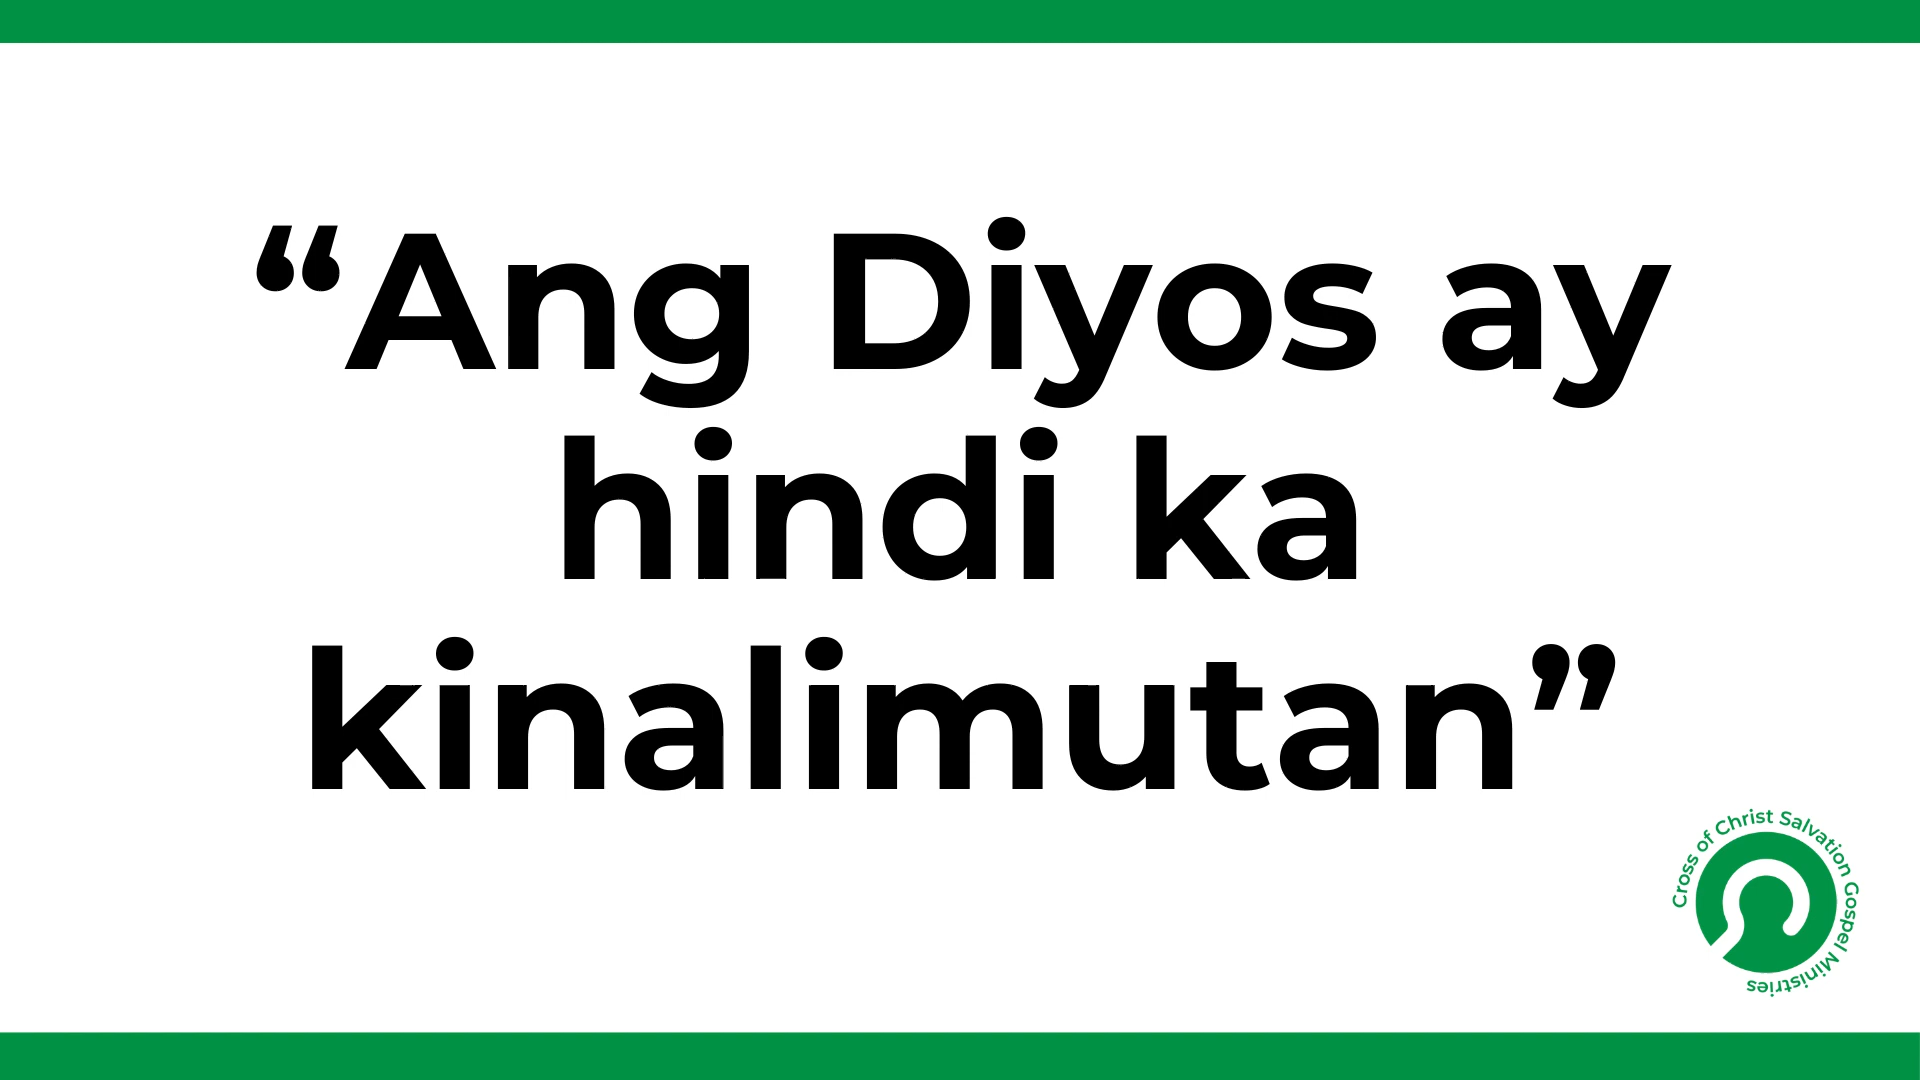 “Ang Diyos ay
hindi ka
kinalimutan”
Cross of Christ Salvation Gospel Ministries